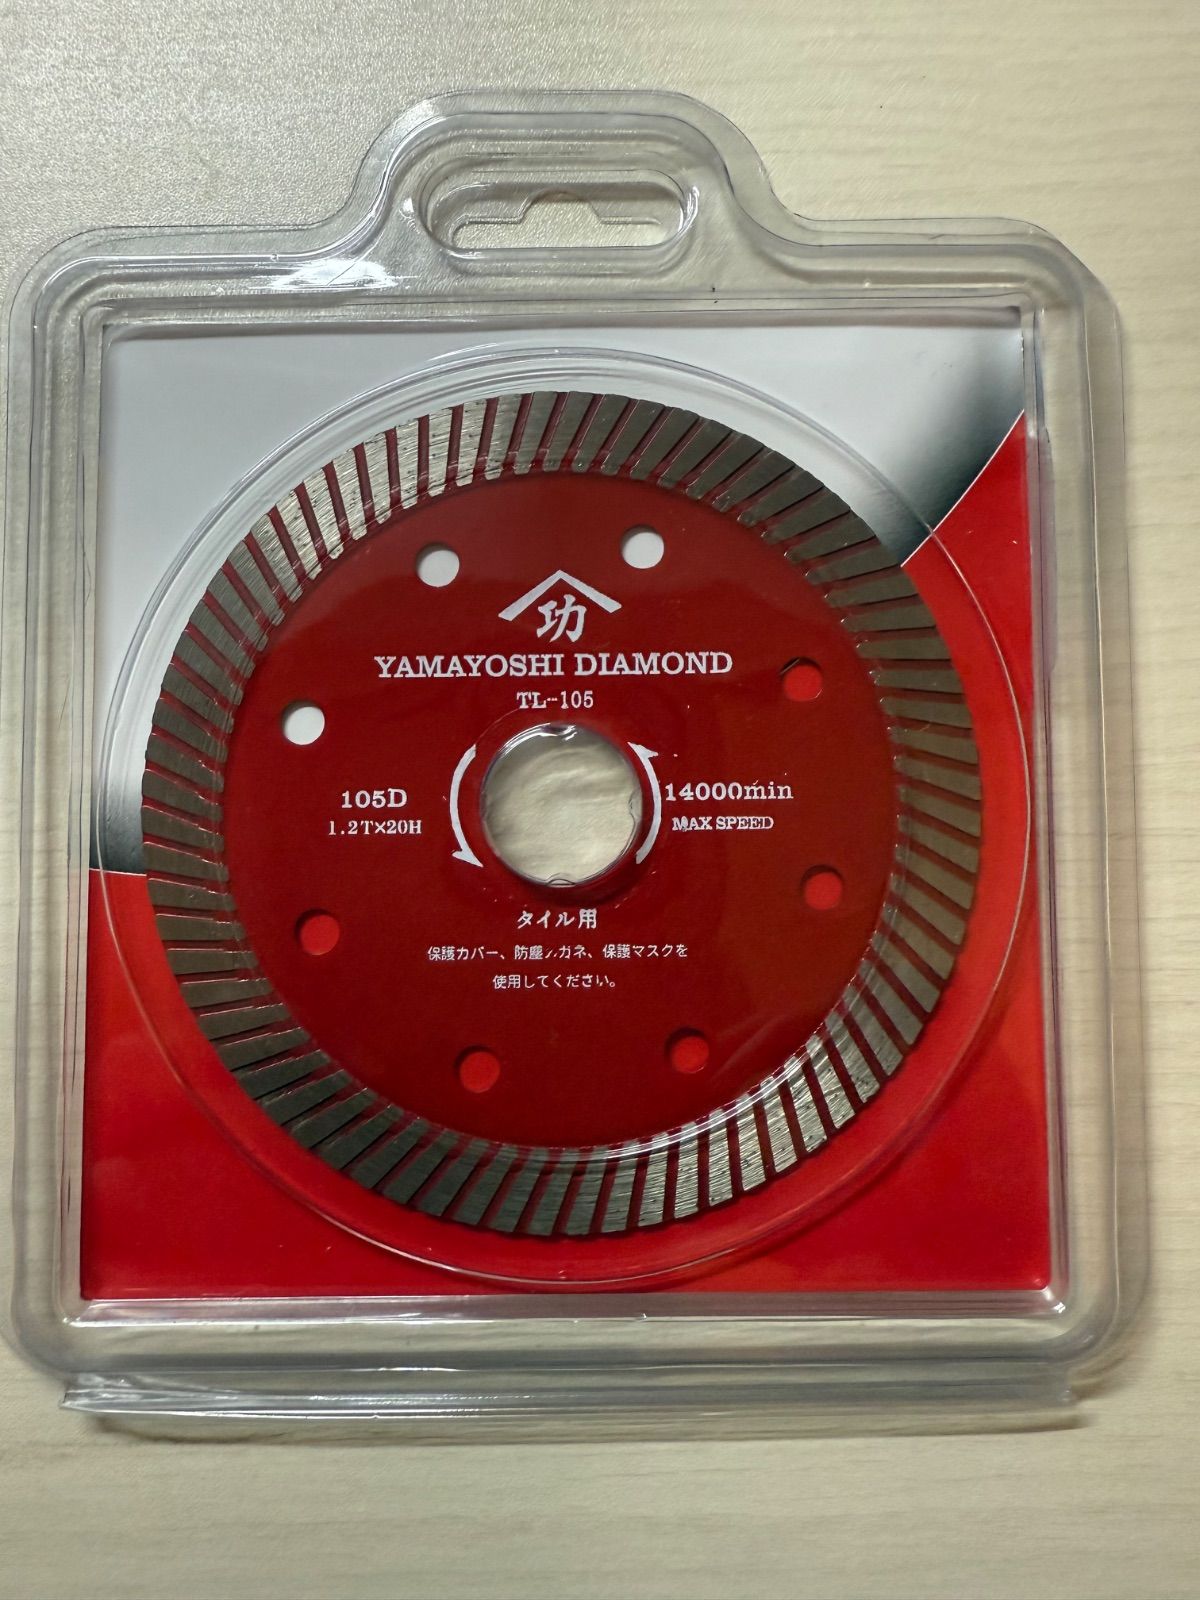 功
YAMAYOSHI DIAMOND
TL-105
105D
1.2T×20H
14000min
MAX SPEED
タイル用
保護カバー、防塵メガネ、保護マスクを
使用してください。